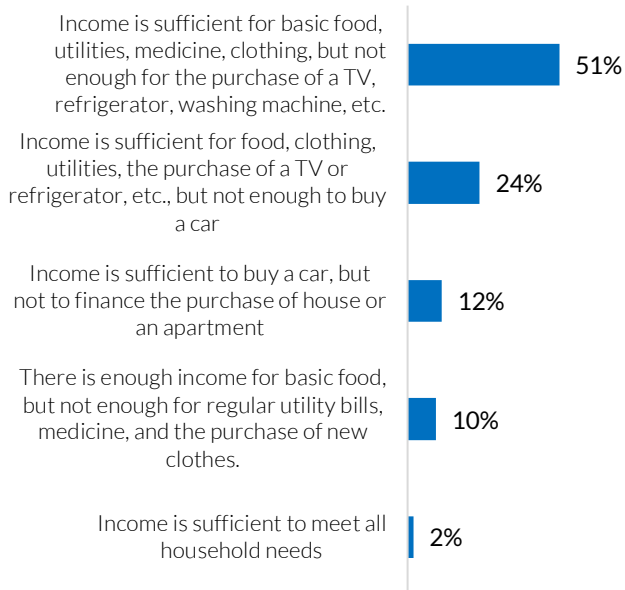 Income is sufficient for basic food,
utilities, medicine, clothing, but not
enough for the purchase of a TV,
refrigerator, washing machine, etc.
51%
Income is sufficient for food, clothing,
utilities, the purchase of a TV or
refrigerator, etc., but not enough to buy
a car
24%
Income is sufficient to buy a car, but
not to finance the purchase of house or
an apartment
12%
There is enough income for basic food,
but not enough for regular utility bills,
medicine, and the purchase of new
clothes.
10%
Income is sufficient to meet all
household needs
2%